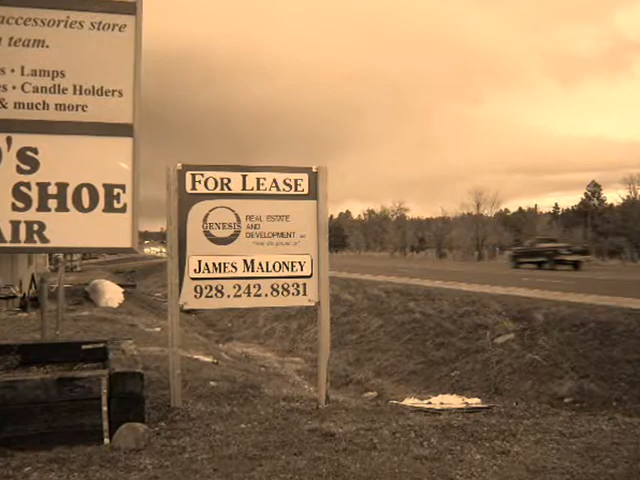 accessories store
team.
s • Lamps
es • Candle Holders
& much more
'S
SHOE
AIR
FOR LEASE
GENESIS
REAL ESTATE
AND
DEVELOPMENT
JAMES MALONEY
928.242.8831